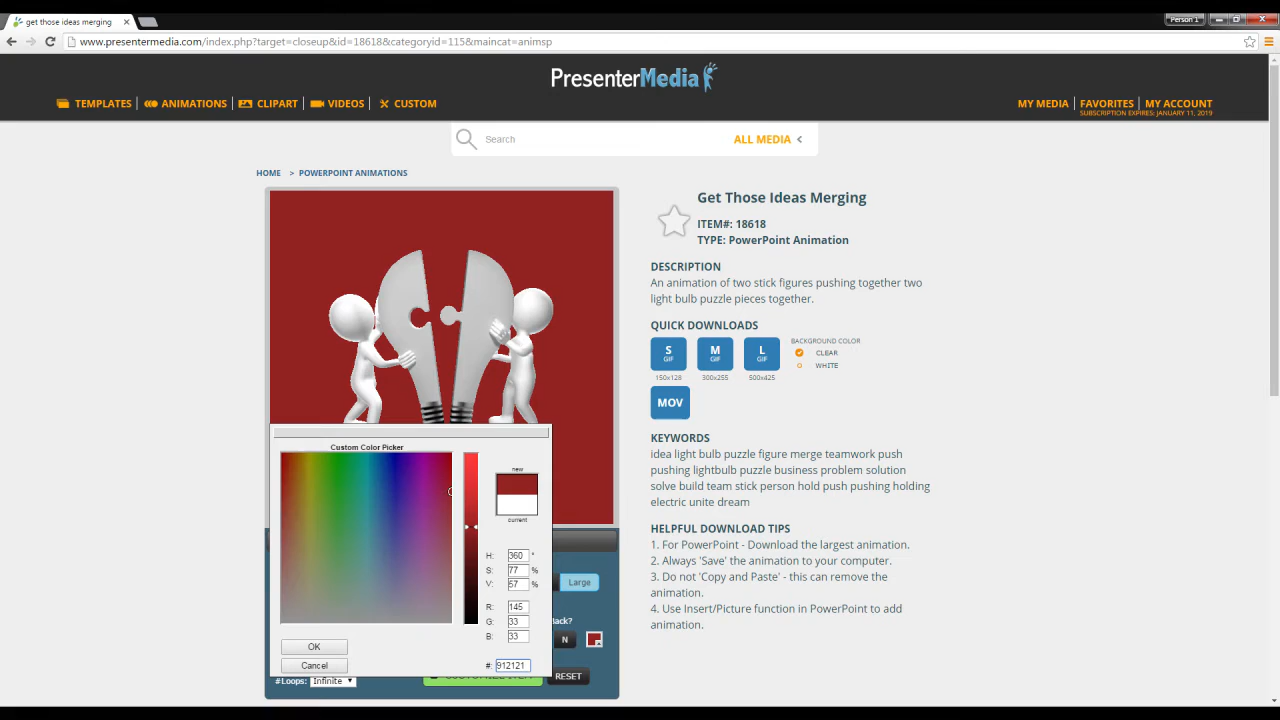 get those ideas merging
Person 1
www.presentermedia.com/index.php?target=closeup&id=18618&categoryid=115&maincat=animsp
PresenterMedia
TEMPLATES
ANIMATIONS
CLIPART
VIDEOS
CUSTOM
MY MEDIA
FAVORITES
MY ACCOUNT
SUBSCRIPTION EXPIRES: JANUARY 11, 2019
Search
ALL MEDIA <
HOME > POWERPOINT ANIMATIONS
Get Those Ideas Merging
ITEM#: 18618
TYPE: PowerPoint Animation
DESCRIPTION
An animation of two stick figures pushing together two
light bulb puzzle pieces together.
QUICK DOWNLOADS
S
GIF
150x128
M
GIF
300x255
L
GIF
500x425
BACKGROUND COLOR
CLEAR
WHITE
MOV
KEYWORDS
idea light bulb puzzle figure merge teamwork push
pushing lightbulb puzzle business problem solution
solve build team stick person hold push pushing holding
electric unite dream
HELPFUL DOWNLOAD TIPS
1. For PowerPoint - Download the largest animation.
2. Always 'Save' the animation to your computer.
3. Do not 'Copy and Paste' - this can remove the
animation.
4. Use Insert/Picture function in PowerPoint to add
animation.
Custom Color Picker
new
current
H: 360 °
S: 77 %
V: 57 %
R: 145
G: 33
B: 33
#: 912121
OK
Cancel
Large
Back?
N
#Loops: Infinite
RESET